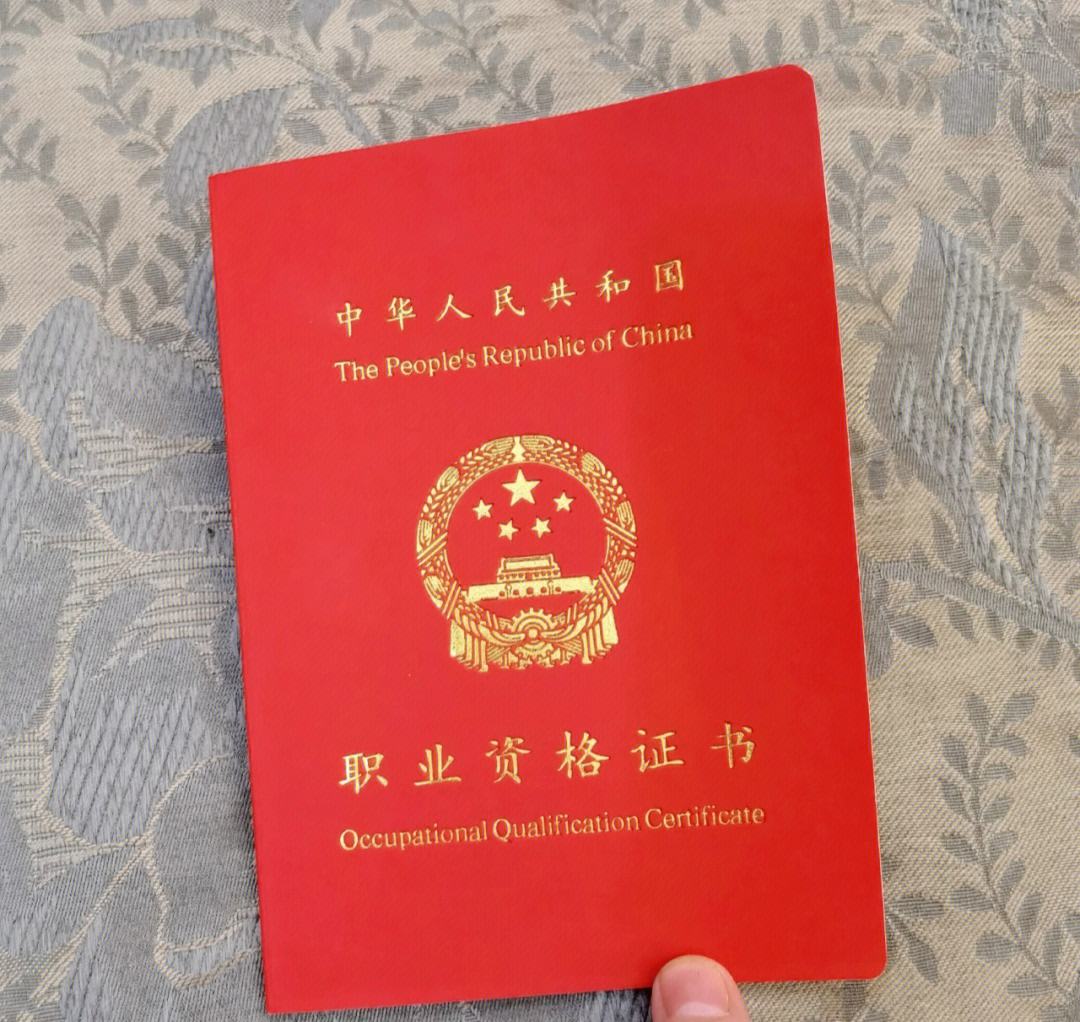 中华人民共和国
The People's Republic of China
职业资格证书
Occupational Qualification Certificate